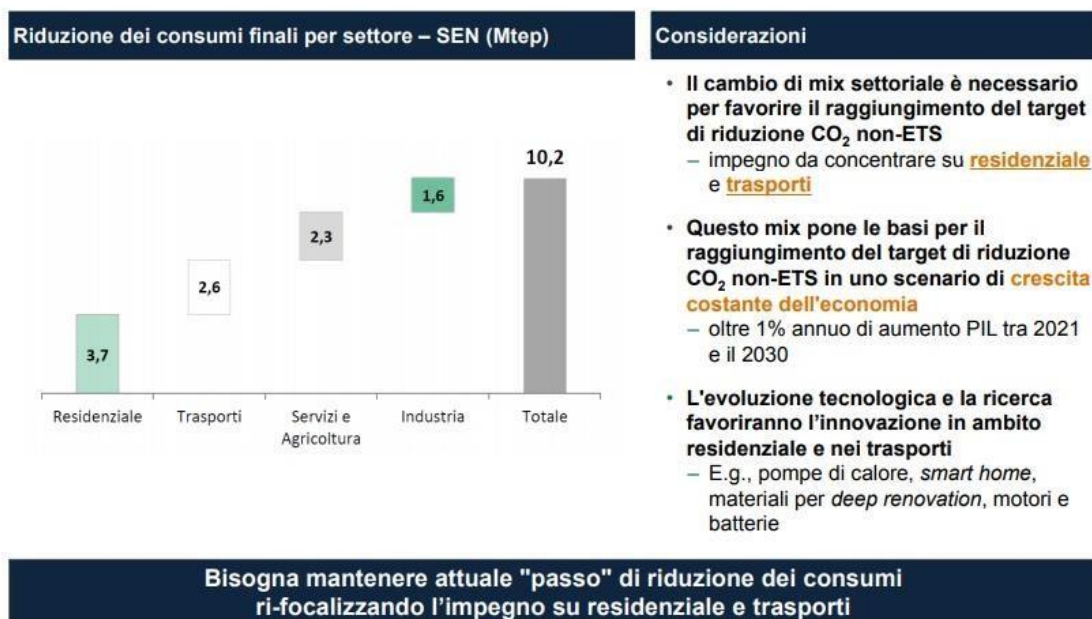 Riduzione dei consumi finali per settore – SEN (Mtep)
10,2
1,6
2,3
2,6
3,7
Residenziale
Trasporti
Servizi e
Agricoltura
Industria
Totale
Considerazioni
• Il cambio di mix settoriale è necessario
per favorire il raggiungimento del target
di riduzione CO₂ non-ETS
– impegno da concentrare su residenziale
e trasporti
• Questo mix pone le basi per il
raggiungimento del target di riduzione
CO₂ non-ETS in uno scenario di crescita
costante dell'economia
– oltre 1% annuo di aumento PIL tra 2021
e il 2030
• L'evoluzione tecnologica e la ricerca
favoriranno l’innovazione in ambito
residenziale e nei trasporti
– E.g., pompe di calore, smart home,
materiali per deep renovation, motori e
batterie
Bisogna mantenere attuale "passo" di riduzione dei consumi
ri-focalizzando l’impegno su residenziale e trasporti